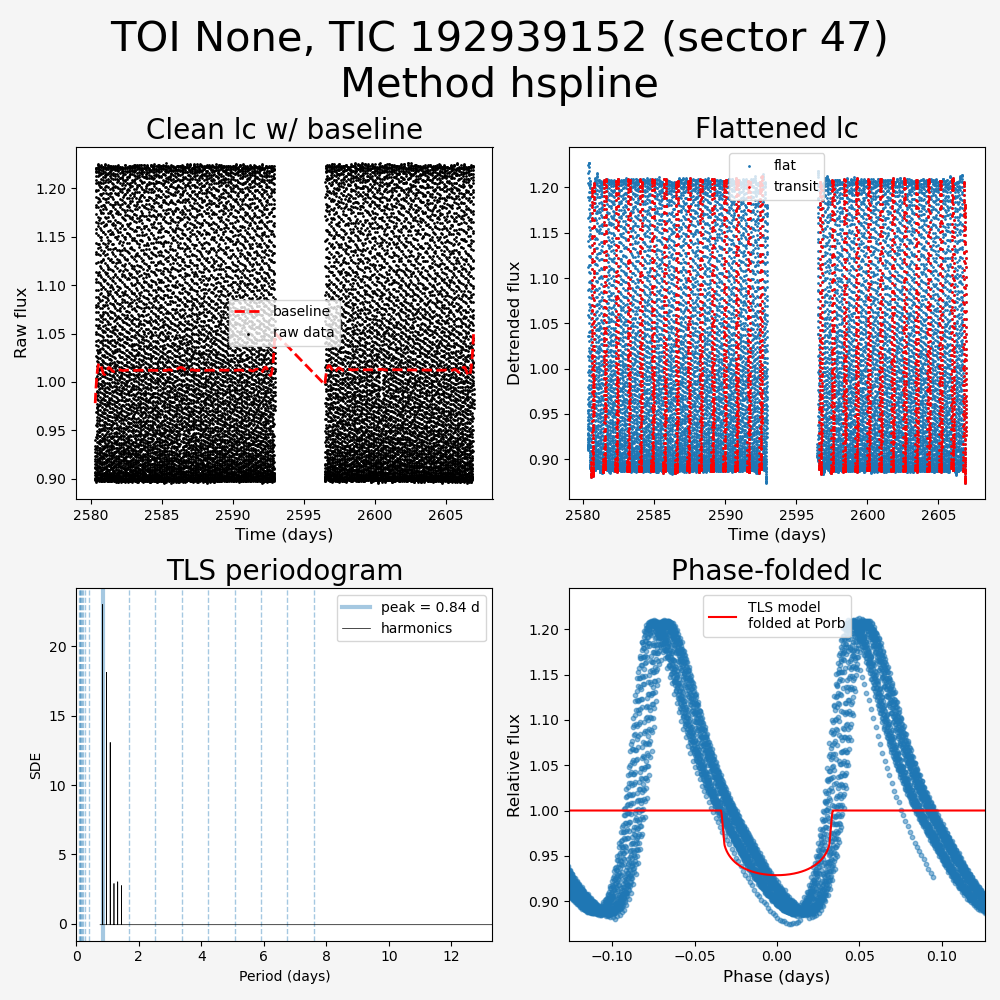 TOI None, TIC 192939152 (sector 47)
Method hspline
Clean lc w/ baseline
Raw flux
1.20
1.15
1.10
1.05
1.00
0.95
0.90
baseline
raw data
2580
2585
2590
2595
2600
2605
Time (days)
Flattened lc
Detrended flux
1.20
1.15
1.10
1.05
1.00
0.95
0.90
flat
transit
2580
2585
2590
2595
2600
2605
Time (days)
TLS periodogram
SDE
20
15
10
5
0
peak = 0.84 d
harmonics
0
2
4
6
8
10
12
Period (days)
Phase-folded lc
Relative flux
1.20
1.15
1.10
1.05
1.00
0.95
0.90
TLS model
folded at Porb
−0.10
−0.05
0.00
0.05
0.10
Phase (days)